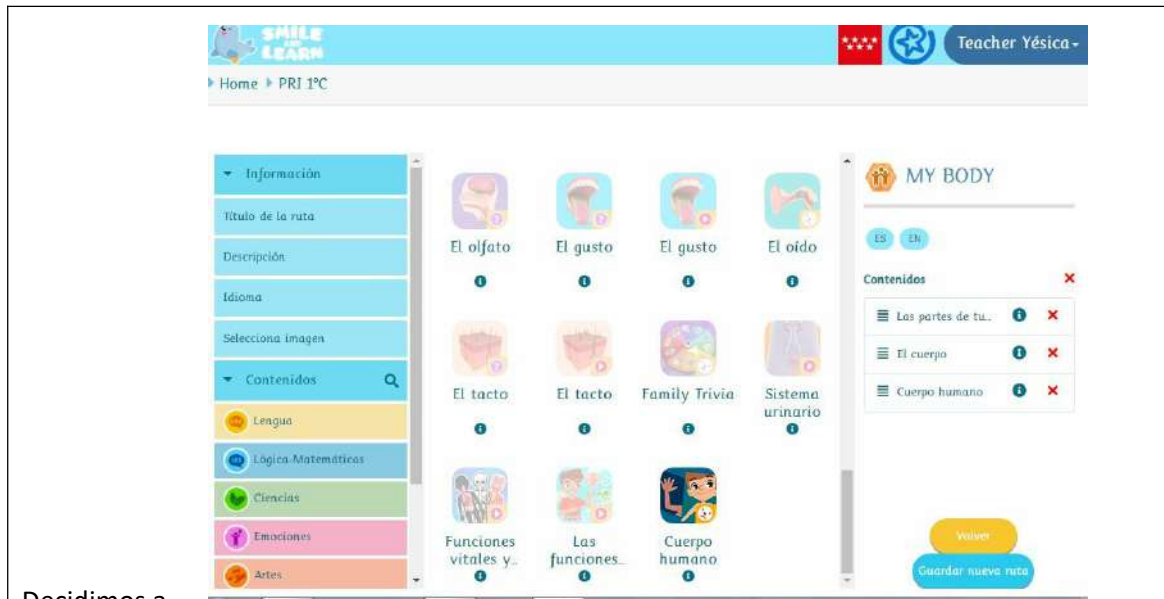 SMILE
AND
LEARN
Teacher Yésica
Home PRI 1ºC
Información
Título de la ruta
Descripción
Idioma
Selecciona imagen
Contenidos
Lengua
Lógica-Matemáticas
Ciencias
Emociones
Artes
El olfato
El gusto
El gusto
El oído
El tacto
El tacto
Family Trivia
Sistema
urinario
Funciones
vitales y...
Las
funciones...
Cuerpo
humano
MY BODY
ES EN
Contenidos
Las partes de tu...
El cuerpo
Cuerpo humano
Volver
Guardar nueva ruta
Decidimos a